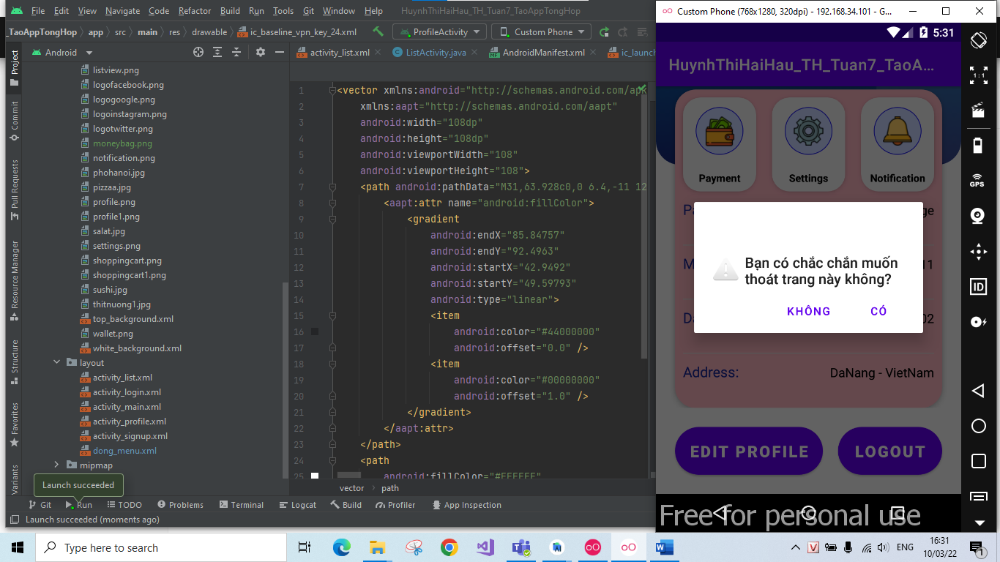 File Edit View Navigate Code Refactor Build Run Tools Git Window Help HuynhThiHaiHau_TH_Tuan7_TaoAppTongHop
_TaoAppTongHop app src main res drawable ic_baseline_vpn_key_24.xml ProfileActivity Custom Phone
Android
activity_list.xml ListActivity.java AndroidManifest.xml ic_launch
Project
Commit
Pull Requests
Resource Manager
Structure
Favorites
Variants
listview.png
logofacebook.png
logogoogle.png
logoinstagram.png
logotwitter.png
moneybag.png
notification.png
phohanoi.jpg
pizzaa.jpg
profile.png
profile1.png
salat.jpg
settings.png
shoppingcart.png
shoppingcart1.png
sushi.jpg
thitnuong1.jpg
top_background.xml
wallet.png
white_background.xml
layout
activity_list.xml
activity_login.xml
activity_main.xml
activity_profile.xml
activity_signup.xml
dong_menu.xml
mipmap
Launch succeeded
1 <vector xmlns:android="http://schemas.android.com/apk
2 xmlns:aapt="http://schemas.android.com/aapt"
3 android:width="108dp"
4 android:height="108dp"
5 android:viewportWidth="108"
6 android:viewportHeight="108">
7 <path android:pathData="M31,63.928c0,0 6.4,-11 12
8 <aapt:attr name="android:fillColor">
9 <gradient
10 android:endX="85.84757"
11 android:endY="92.4963"
12 android:startX="42.9492"
13 android:startY="49.59793"
14 android:type="linear">
15 <item
16 android:color="#44000000"
17 android:offset="0.0" />
18 <item
19 android:color="#00000000"
20 android:offset="1.0" />
21 </gradient>
22 </aapt:attr>
23 </path>
24 <path
25 android:fillColor="#FFFFFF"
vector path
Git Run TODO Problems Terminal Logcat Build Profiler App Inspection
Launch succeeded (moments ago)
Custom Phone (768x1280, 320dpi) - 192.168.34.101 - G...
5:31
HuynhThiHaiHau_TH_Tuan7_TaoA...
Payment Settings Notification
Pa ge
M 11
Bạn có chắc chắn muốn
thoát trang này không?
KHÔNG CÓ
Da 02
Address: DaNang - VietNam
EDIT PROFILE LOGOUT
Free for personal use
1:1
GPS
ID
Type here to search
ENG
16:31
10/03/22
1